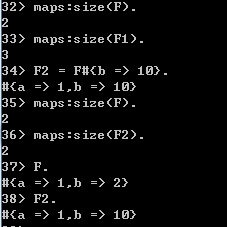 32> maps:size(F).
2
33> maps:size(F1).
3
34> F2 = F#{b => 10}.
#{a => 1,b => 10}
35> maps:size(F).
2
36> maps:size(F2).
2
37> F.
#{a => 1,b => 2}
38> F2.
#{a => 1,b => 10}